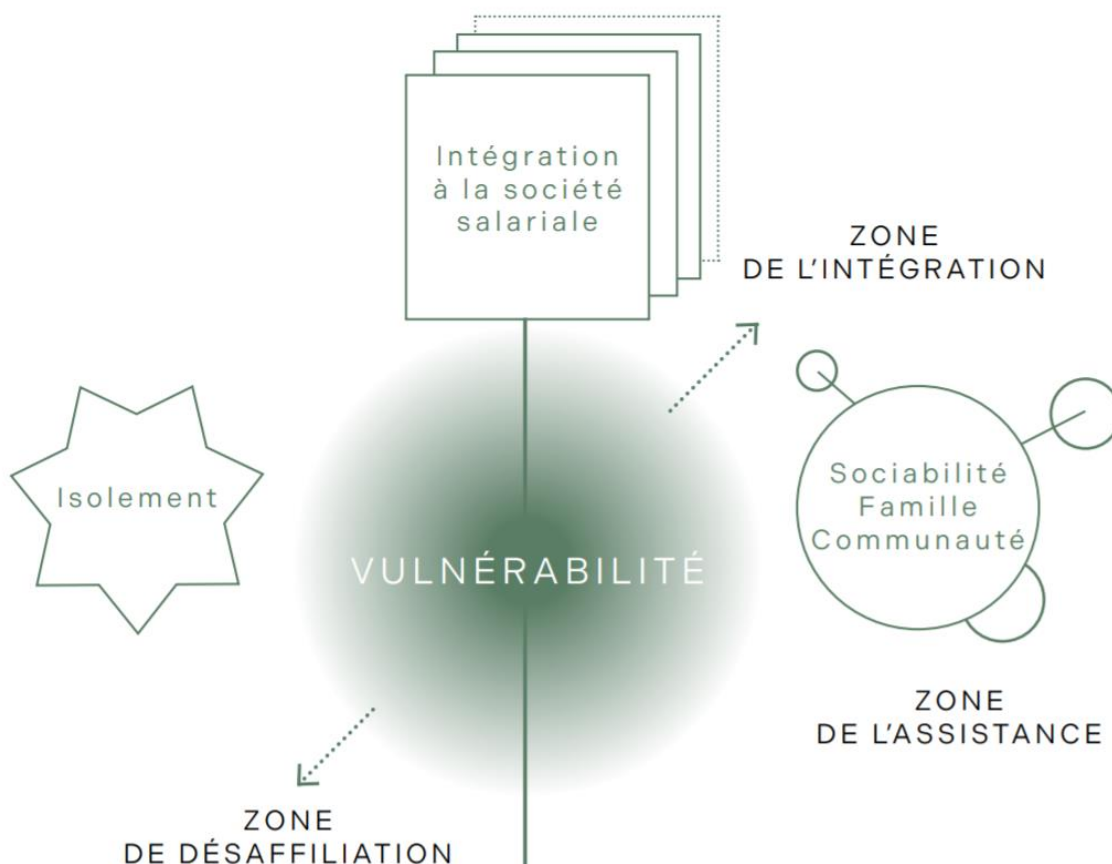 Intégration
à la société
salariale
ZONE
DE L’INTÉGRATION
Isolement
Sociabilité
Famille
Communauté
VULNÉRABILITÉ
ZONE
DE L’ASSISTANCE
ZONE
DE DÉSAFFILIATION